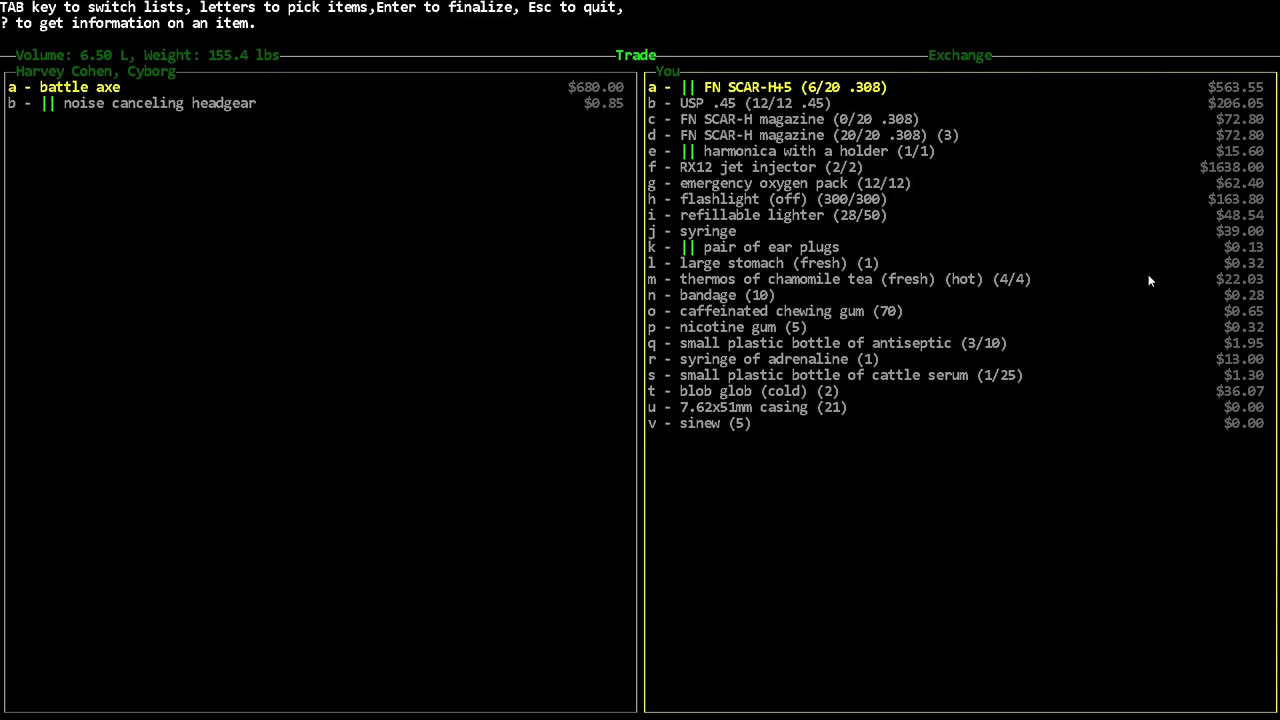 TAB key to switch lists, letters to pick items,Enter to finalize, Esc to quit,
? to get information on an item.
Volume: 6.50 L, Weight: 155.4 lbs Trade Exchange
Harvey Cohen, Cyborg
a - battle axe $680.00
b - || noise canceling headgear $0.85
You
a - || FN SCAR-H+5 (6/20 .308) $563.55
b - USP .45 (12/12 .45) $206.05
c - FN SCAR-H magazine (0/20 .308) $72.80
d - FN SCAR-H magazine (20/20 .308) (3) $72.80
e - || harmonica with a holder (1/1) $15.60
f - RX12 jet injector (2/2) $1638.00
g - emergency oxygen pack (12/12) $62.40
h - flashlight (off) (300/300) $163.80
i - refillable lighter (28/50) $48.54
j - syringe $39.00
k - || pair of ear plugs $0.13
l - large stomach (fresh) (1) $0.32
m - thermos of chamomile tea (fresh) (hot) (4/4) $22.03
n - bandage (10) $0.28
o - caffeinated chewing gum (70) $0.65
p - nicotine gum (5) $0.32
q - small plastic bottle of antiseptic (3/10) $1.95
r - syringe of adrenaline (1) $13.00
s - small plastic bottle of cattle serum (1/25) $1.30
t - blob glob (cold) (2) $36.07
u - 7.62x51mm casing (21) $0.00
v - sinew (5) $0.00